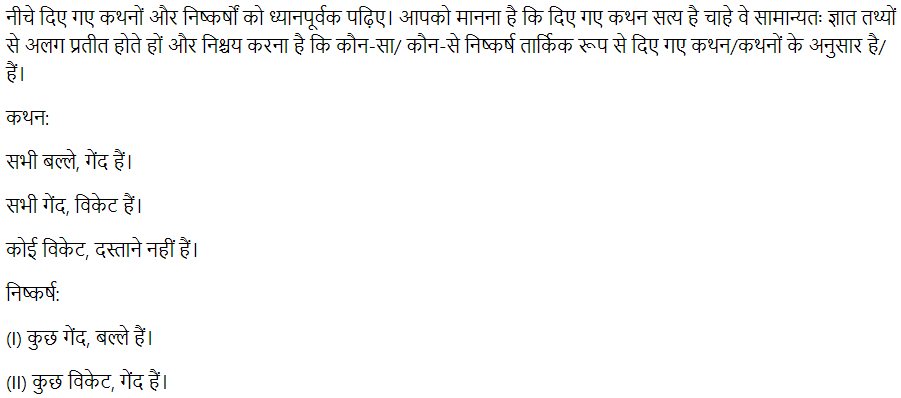 नीचे दिए गए कथनों और निष्कर्षों को ध्यानपूर्वक पढ़िए। आपको मानना है कि दिए गए कथन सत्य है चाहे वे सामान्यतः ज्ञात तथ्यों
से अलग प्रतीत होते हों और निश्चय करना है कि कौन-सा/ कौन-से निष्कर्ष तार्किक रूप से दिए गए कथन/कथनों के अनुसार है/
हैं।
कथन:
सभी बल्ले, गेंद हैं।
सभी गेंद, विकेट हैं।
कोई विकेट, दस्ताने नहीं हैं।
निष्कर्ष:
(I) कुछ गेंद, बल्ले हैं।
(II) कुछ विकेट, गेंद हैं।